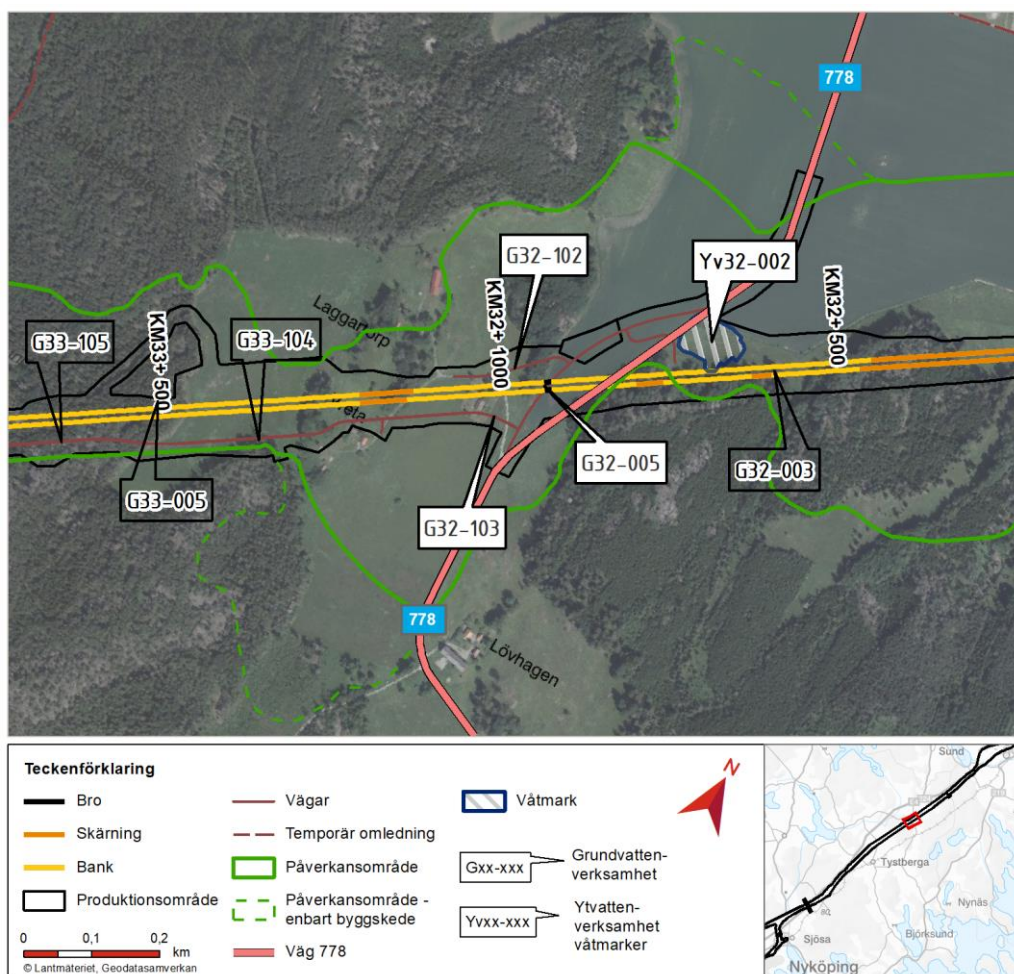 778
G32-102
Yv32-002
KM32+ 500
Laggartorp
KM32+ 1000
G33-105
KM33+ 500
G33-104
G33-005
G32-005
G32-003
G32-103
778
Lövhagen
Teckenförklaring
Bro
Skärning
Bank
Produktionsområde
0 0,1 0,2
km
© Lantmäteriet, Geodatasamverkan
Vägar
Temporär omledning
Påverkansområde
Påverkansområde -
enbart byggskede
Väg 778
Våtmark
Gxx-xxx
Grundvatten-
verksamhet
Yvxx-xxx
Ytvatten-
verksamhet
våtmarker
N
Sund
Tystberga
Nynäs
Björksund
Sjösa
Nyköping